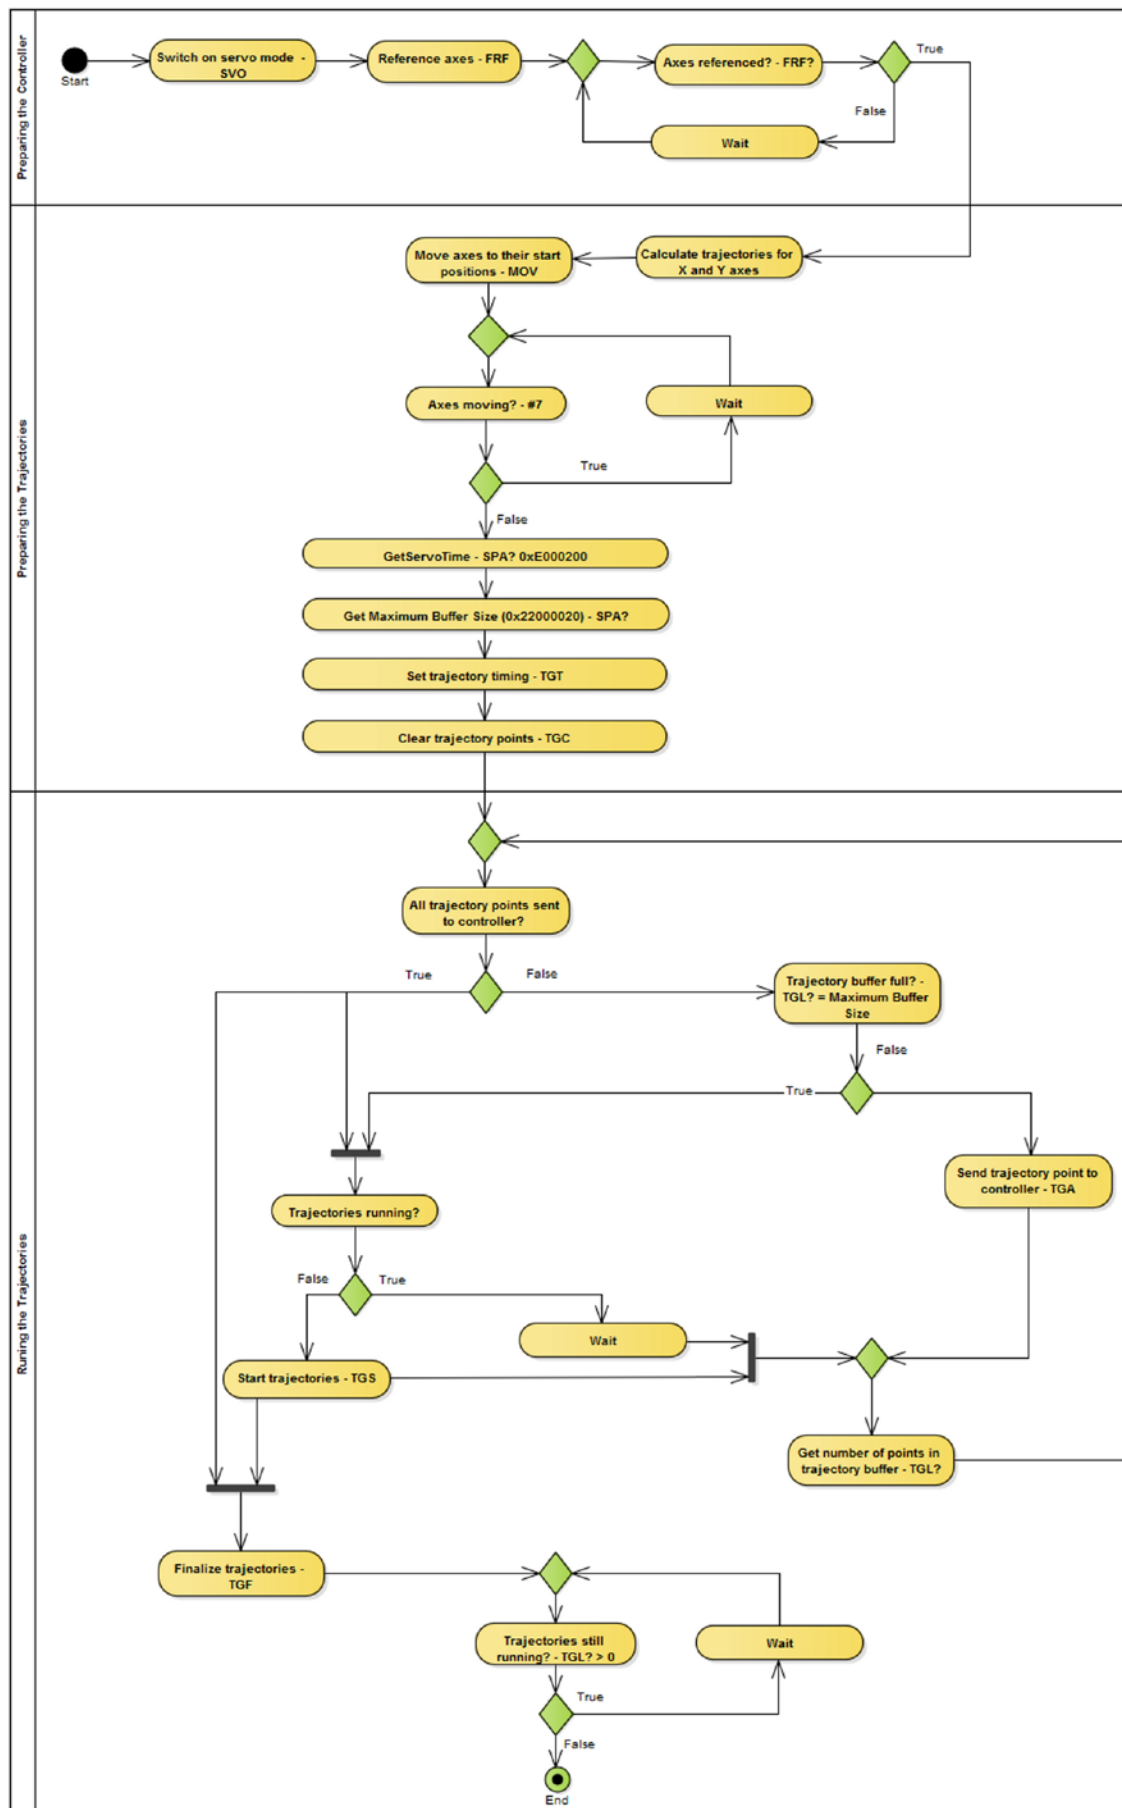 Preparing the Controller
Start
Switch on servo mode -
SVO
Reference axes - FRF
Axes referenced? - FRF?
True
False
Wait
Preparing the Trajectories
Move axes to their start
positions - MOV
Calculate trajectories for
X and Y axes
Axes moving? - #7
Wait
True
False
GetServoTime - SPA? 0xE000200
Get Maximum Buffer Size (0x22000020) - SPA?
Set trajectory timing - TGT
Clear trajectory points - TGC
Runing the Trajectories
All trajectory points sent
to controller?
True
False
Trajectory buffer full? -
TGL? = Maximum Buffer
Size
False
True
Send trajectory point to
controller - TGA
Trajectories running?
False
True
Wait
Start trajectories - TGS
Get number of points in
trajectory buffer - TGL?
Finalize trajectories -
TGF
Trajectories still
running? - TGL? > 0
Wait
True
False
End